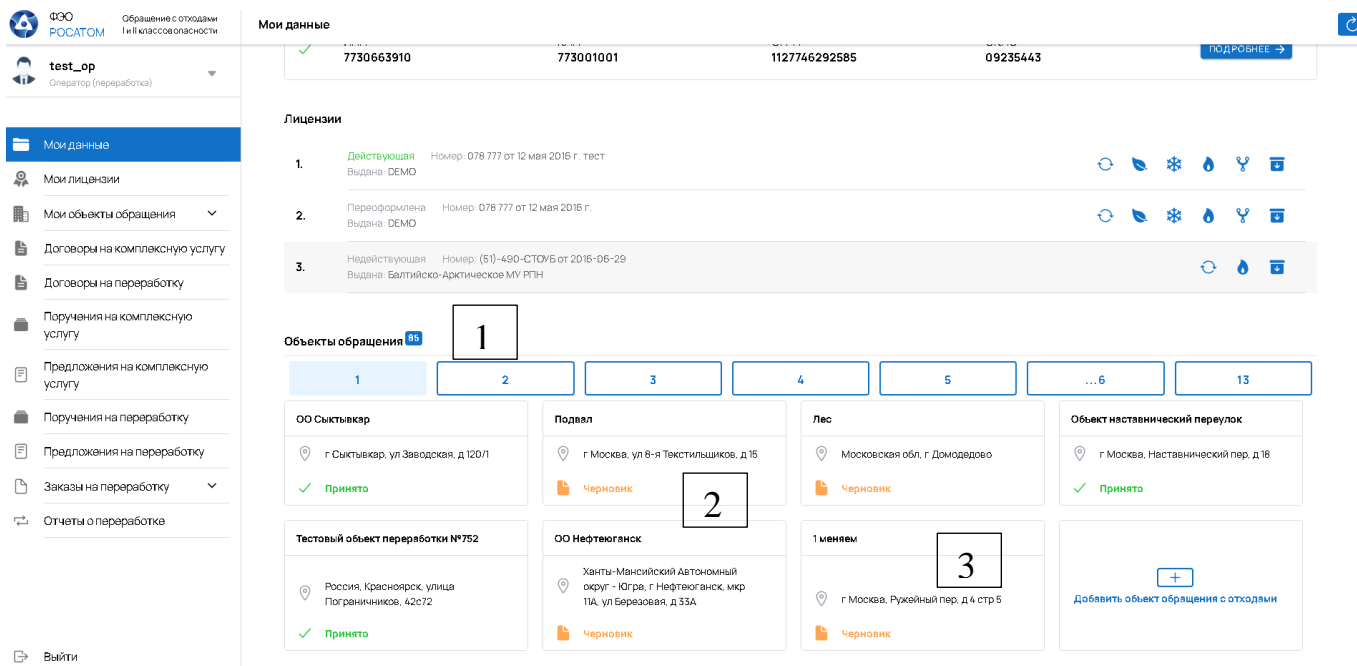 ФЭО
РОСАТОМ
Обращение с отходами
I и II классов опасности
Мои данные
test_op
Оператор (переработка)
7730663910
773001001
1127746292585
09235443
ПОДРОБНЕЕ →
Мои данные
Мои лицензии
Мои объекты обращения
Договоры на комплексную услугу
Договоры на переработку
Поручения на комплексную
услугу
Предложения на комплексную
услугу
Поручения на переработку
Предложения на переработку
Заказы на переработку
Отчеты о переработке
Выйти
Лицензии
1.
Действующая Номер: 078 777 от 12 мая 2016 г. тест
Выдана: DEMO
2.
Переоформлена Номер: 078 777 от 12 мая 2016 г.
Выдана: DEMO
3.
Недействующая Номер: (51)-490-СТОУБ от 2016-06-29
Выдана: Балтийско-Арктическое МУ РПН
Объекты обращения 85
1
1 2 3 4 5 ...6 13
ОО Сыктывкар
г Сыктывкар, ул Заводская, д 120/1
Принято
Подвал
г Москва, ул 8-я Текстильщиков, д 16
Черновик
Лес
Московская обл, г Домодедово
Черновик
Объект наставнический переулок
г Москва, Наставнический пер, д 18
Принято
2
Тестовый объект переработки №752
Россия, Красноярск, улица
Пограничников, 42с72
Принято
ОО Нефтеюганск
Ханты-Мансийский Автономный
округ - Югра, г Нефтеюганск, мкр
11А, ул Березовая, д 33А
Черновик
1 меняем
3
г Москва, Ружейный пер, д 4 стр 5
Черновик
Добавить объект обращения с отходами